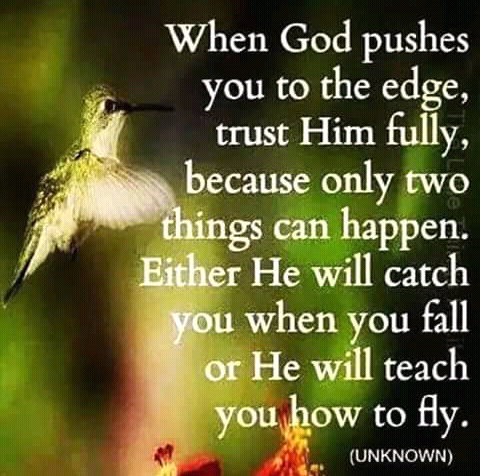 When God pushes
you to the edge,
trust Him fully,
because only two
things can happen.
Either He will catch
you when you fall
or He will teach
you how to fly.
(UNKNOWN)